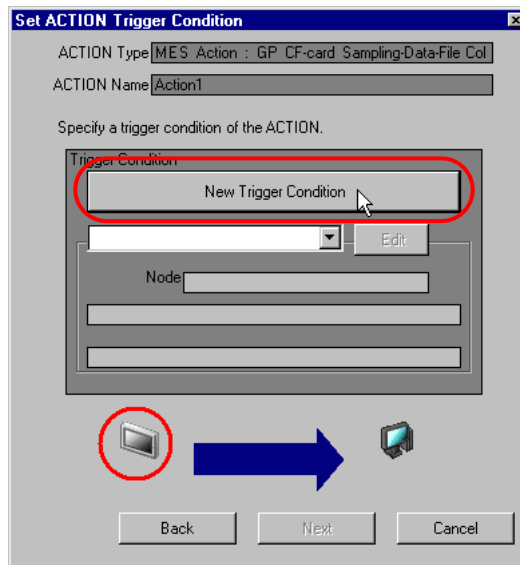 Set ACTION Trigger Condition
ACTION Type MES Action : GP CF-card Sampling-Data-File Col
ACTION Name Action1
Specify a trigger condition of the ACTION.
Trigger Condition
New Trigger Condition
Edit
Node
Back Next Cancel